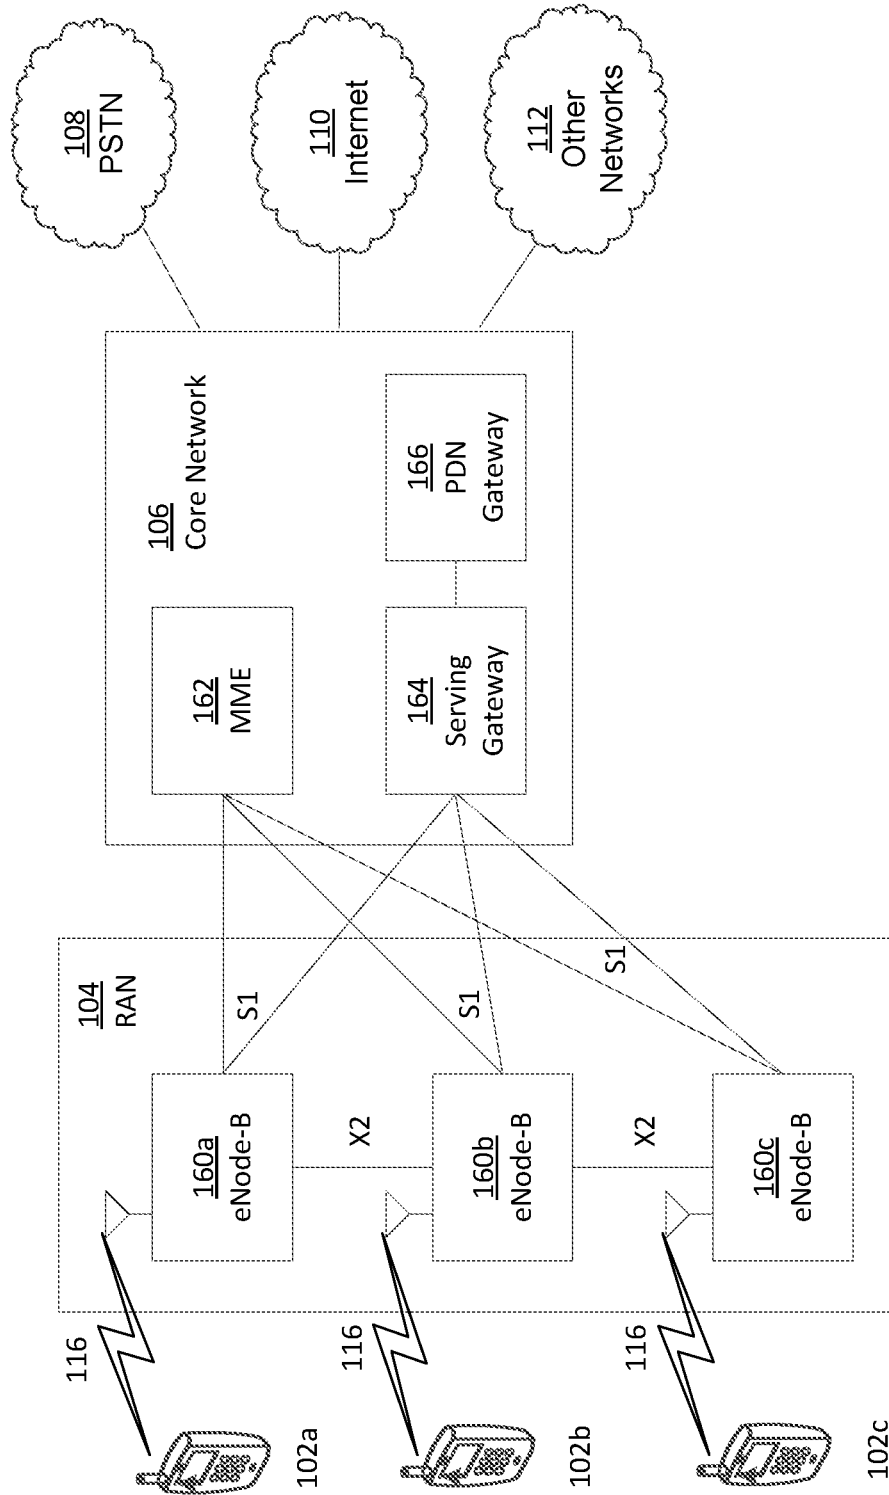 102a
116
160a
eNode-B
X2
S1
104
RAN
102b
116
160b
eNode-B
X2
S1
102c
116
160c
eNode-B
S1
106
Core Network
162
MME
164
Serving
Gateway
166
PDN
Gateway
108
PSTN
110
Internet
112
Other
Networks